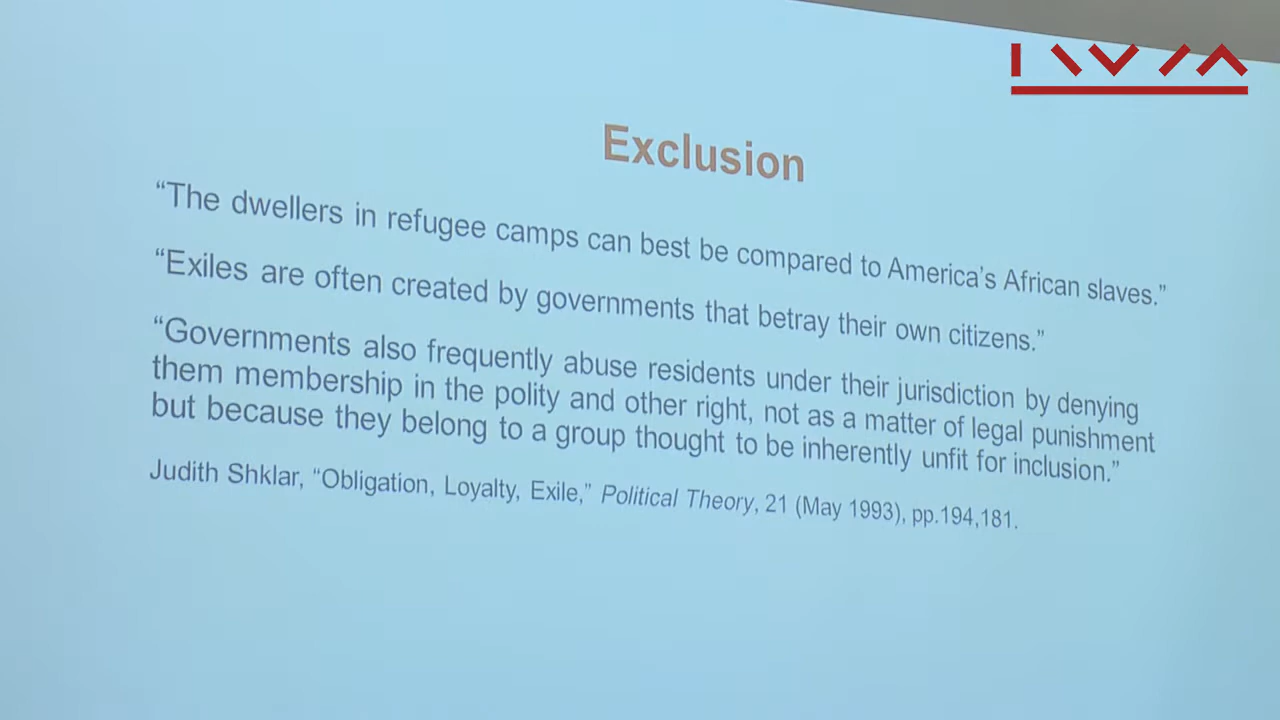 Exclusion
“The dwellers in refugee camps can best be compared to America’s African slaves.”
“Exiles are often created by governments that betray their own citizens.”
“Governments also frequently abuse residents under their jurisdiction by denying
them membership in the polity and other right, not as a matter of legal punishment
but because they belong to a group thought to be inherently unfit for inclusion.”
Judith Shklar, “Obligation, Loyalty, Exile,” Political Theory, 21 (May 1993), pp.194,181.